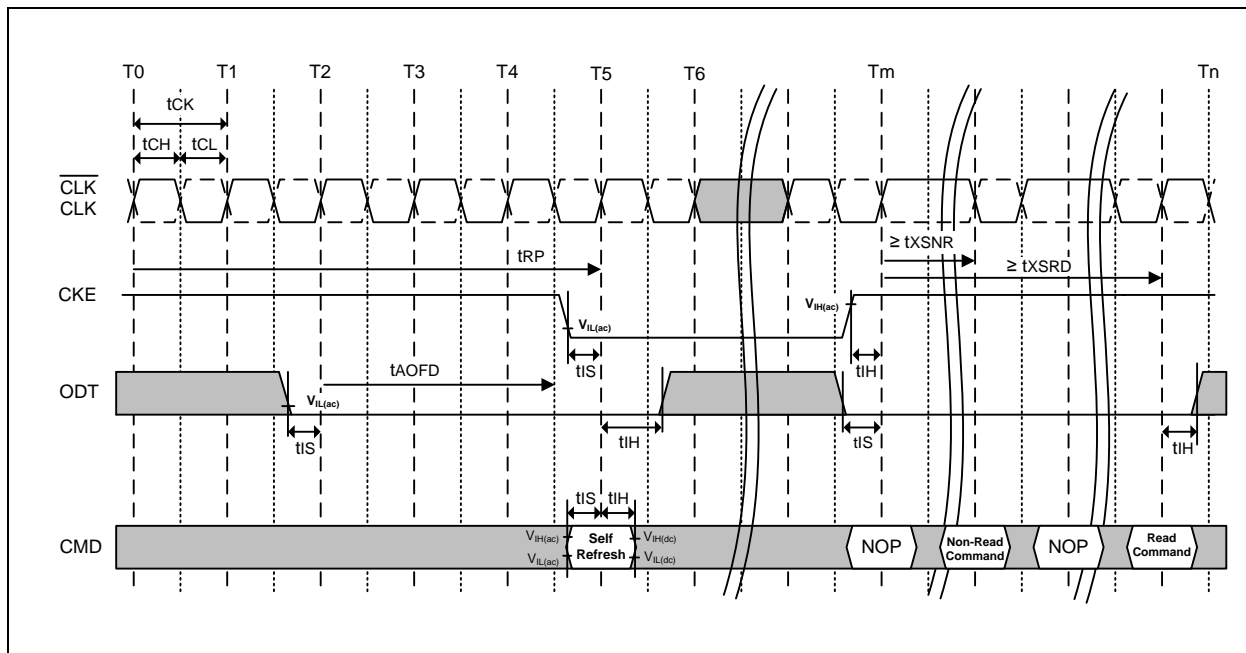 T0 T1 T2 T3 T4 T5 T6 Tm Tn
tCK
tCH tCL
CLK
CLK
≥ tXSNR
tRP
≥ tXSRD
CKE
VIH(ac)
VIL(ac)
tIS
tIH
tAOFD
ODT
VIL(ac)
tIS
tIH
tIS
tIH
tIS tIH
CMD
VIH(ac)
VIL(ac)
Self
Refresh
VIH(dc)
VIL(dc)
NOP
Non-Read
Command
NOP
Read
Command